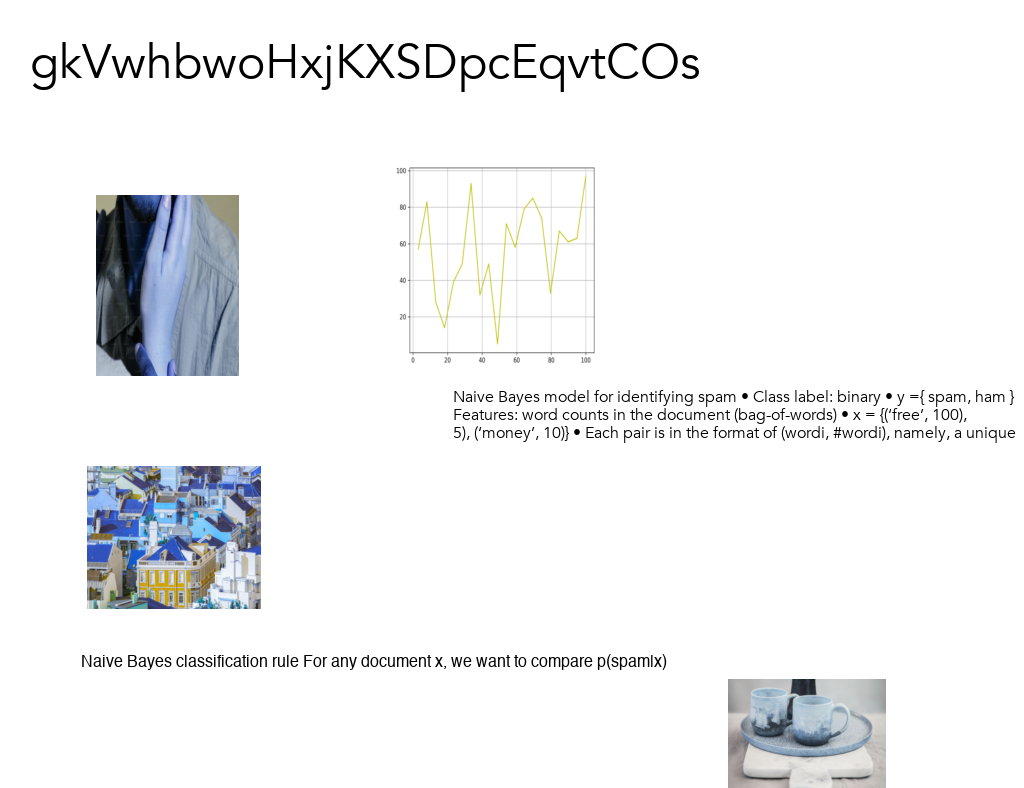 gkVwhbwoHxjKXSDpcEqvtCOs
100
80
60
40
20
0 20 40 60 80 100
Naive Bayes model for identifying spam • Class label: binary • y ={ spam, ham }
Features: word counts in the document (bag-of-words) • x = {(‘free’, 100),
5), (‘money’, 10)} • Each pair is in the format of (wordi, #wordi), namely, a unique
Naive Bayes classification rule For any document x, we want to compare p(spam|x)